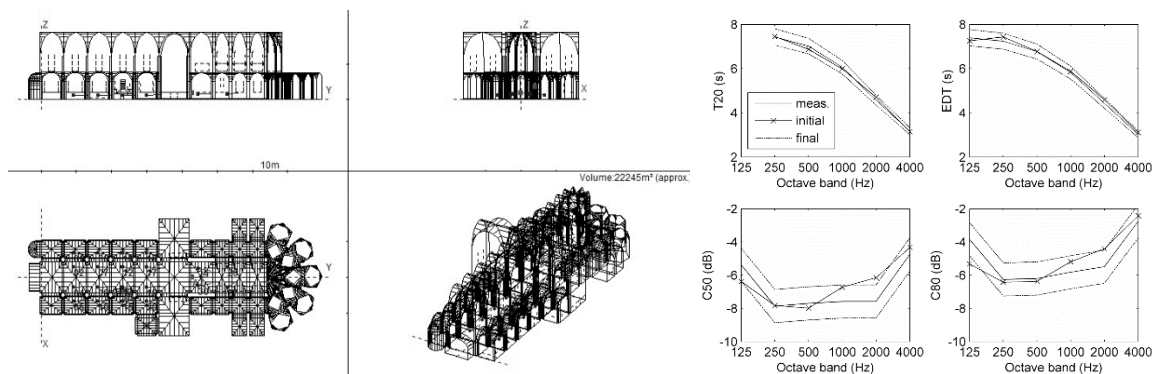 Z
Y
Z
X
10m
Volume:22245m³ (approx.)
Y
X
8
6
4
2
T20 (s)
meas.
initial
final
125 250 500 1000 2000 4000
Octave band (Hz)
8
6
4
2
EDT (s)
125 250 500 1000 2000 4000
Octave band (Hz)
-2
-4
-6
-8
-10
C50 (dB)
125 250 500 1000 2000 4000
Octave band (Hz)
-2
-4
-6
-8
-10
C80 (dB)
125 250 500 1000 2000 4000
Octave band (Hz)